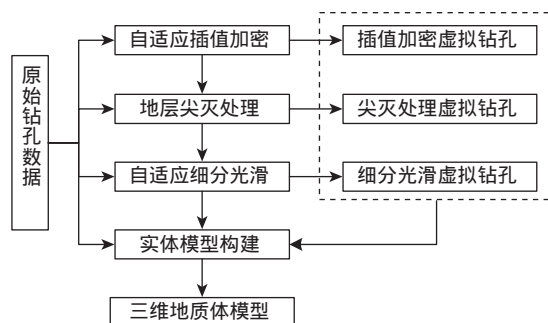 原始钻孔数据
自适应插值加密
插值加密虚拟钻孔
地层尖灭处理
尖灭处理虚拟钻孔
自适应细分光滑
细分光滑虚拟钻孔
实体模型构建
三维地质体模型